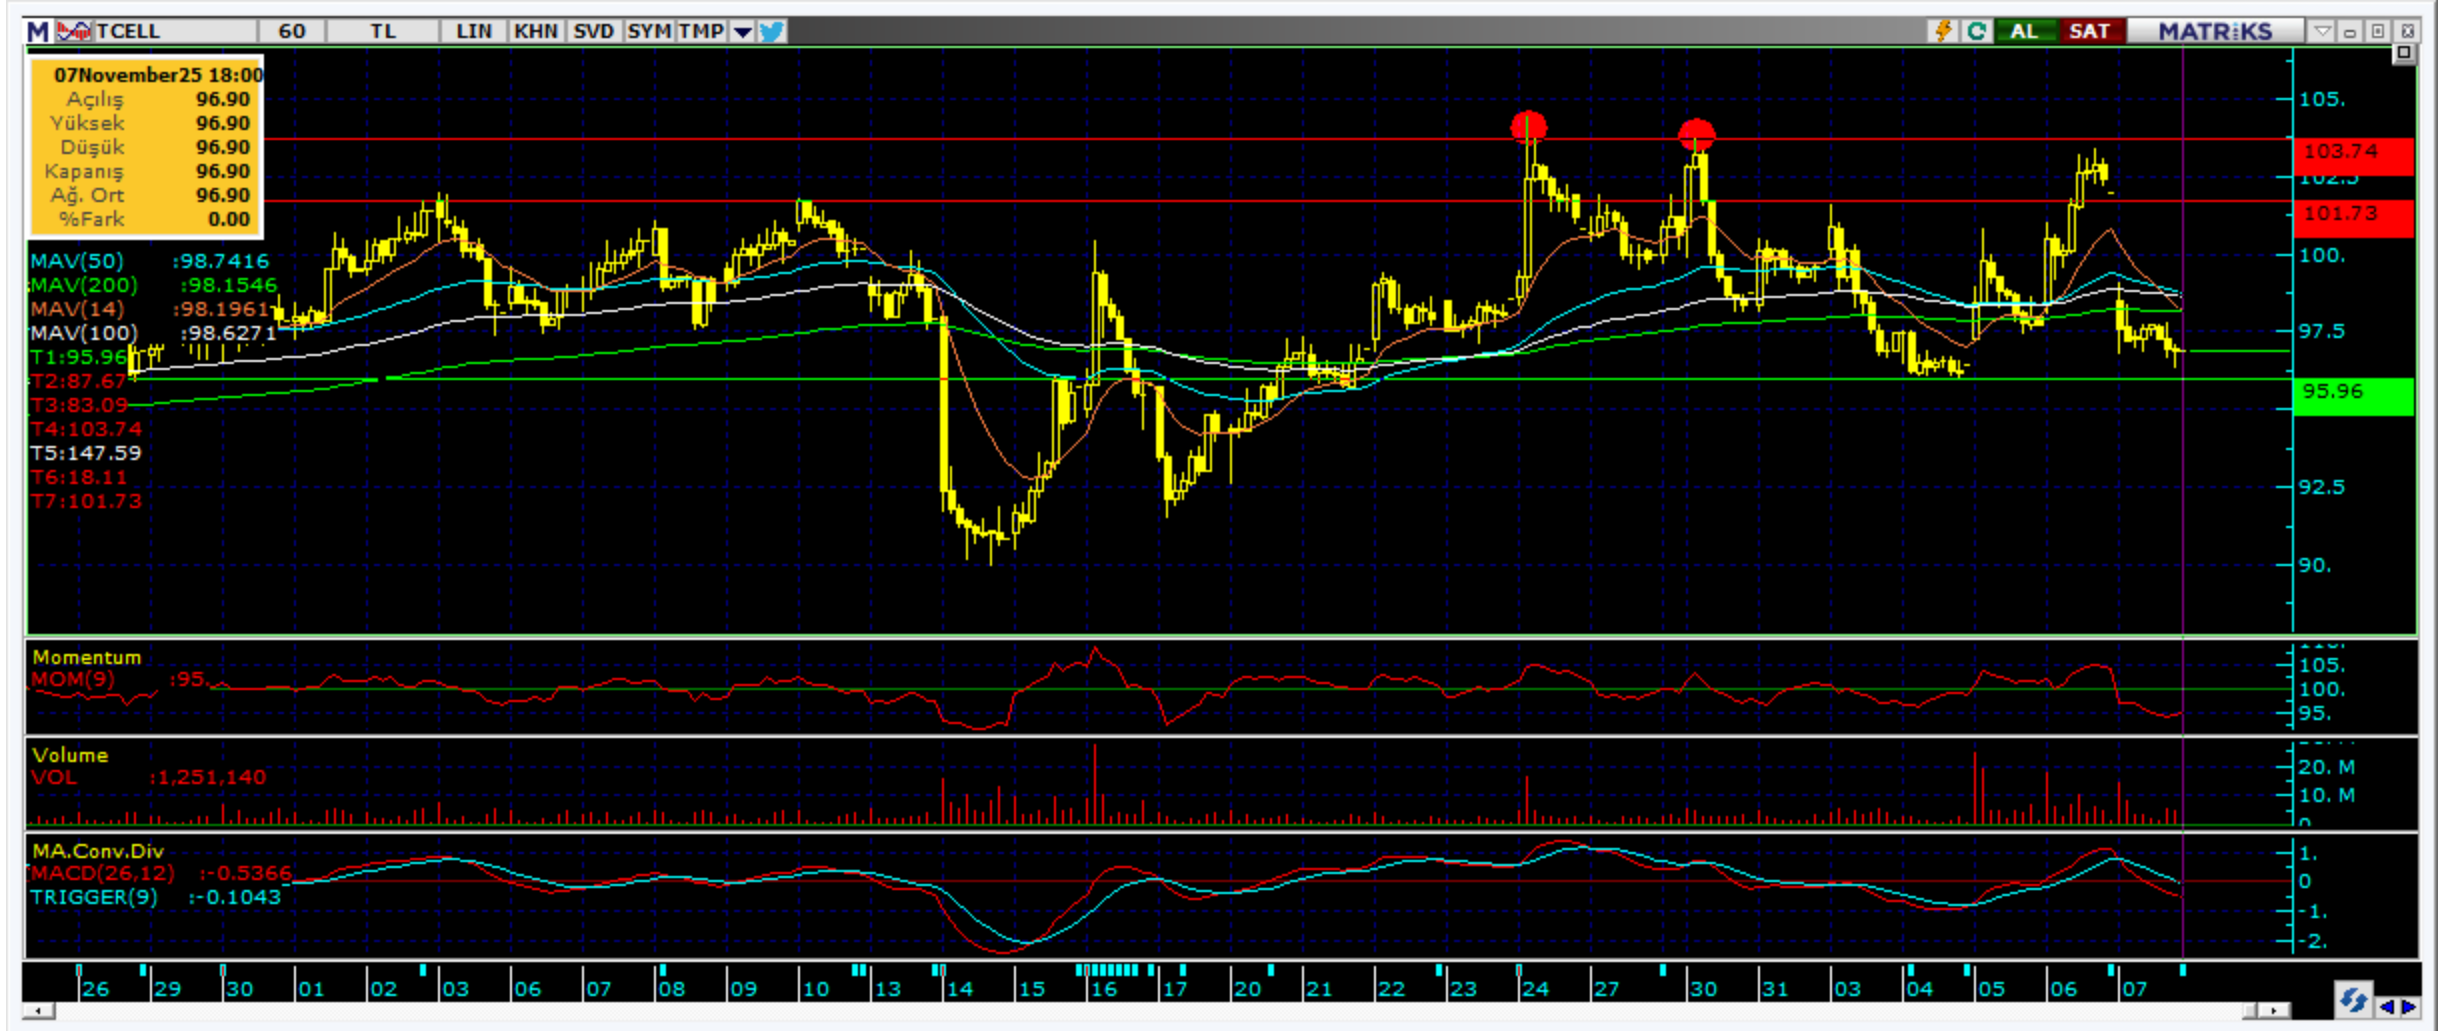 M TCELL 60 TL LIN KHN SVD SYM TMP AL SAT MATRİKS
07November25 18:00
Açılış 96.90
Yüksek 96.90
Düşük 96.90
Kapanış 96.90
Ağ. Ort 96.90
%Fark 0.00
MAV(50) :98.7416
MAV(200) :98.1546
MAV(14) :98.1961
MAV(100) :98.6271
T1:95.96
T2:87.67
T3:83.09
T4:103.74
T5:147.59
T6:18.11
T7:101.73
105.
103.74
102.5
101.73
100.
97.5
95.96
92.5
90.
Momentum
MOM(9) :95.
105.
100.
95.
Volume
VOL :1,251,140
20. M
10. M
0
MA.Conv.Div
MACD(26,12) :-0.5366
TRIGGER(9) :-0.1043
1.
0
-1.
-2.
26 29 30 01 02 03 06 07 08 09 10 13 14 15 16 17 20 21 22 23 24 27 30 31 03 04 05 06 07